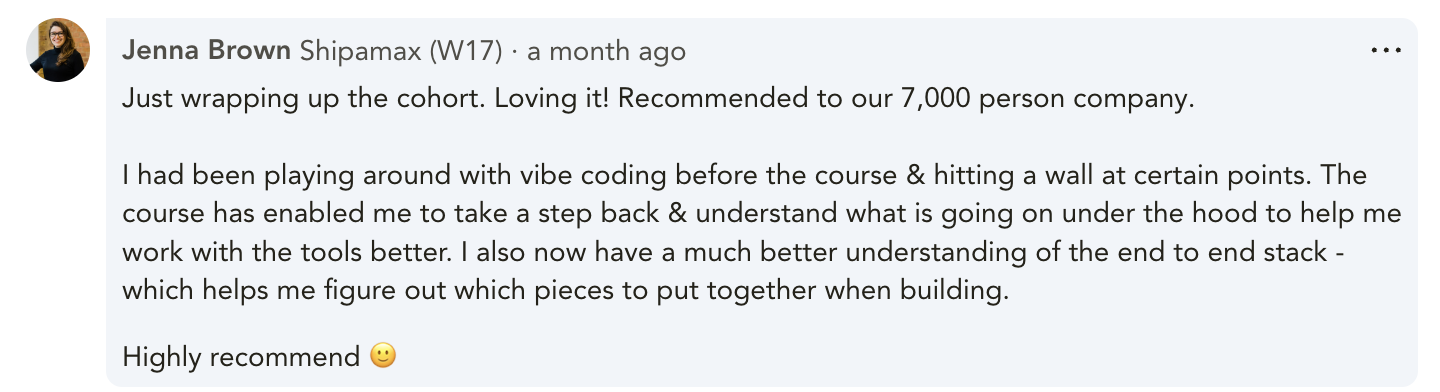 Jenna Brown Shipamax (W17) · a month ago
Just wrapping up the cohort. Loving it! Recommended to our 7,000 person company.
I had been playing around with vibe coding before the course & hitting a wall at certain points. The
course has enabled me to take a step back & understand what is going on under the hood to help me
work with the tools better. I also now have a much better understanding of the end to end stack -
which helps me figure out which pieces to put together when building.
Highly recommend 🙂